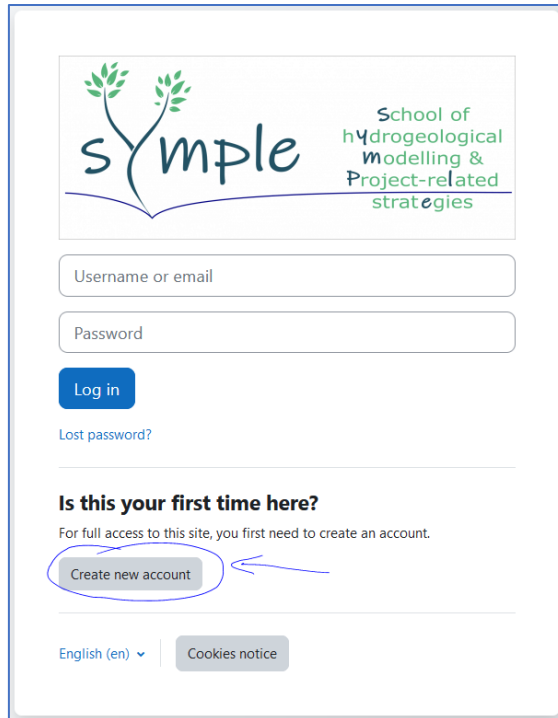 sYmple
School of
hYdrogeological
modelling &
Project-related
strategies
Username or email
Password
Log in
Lost password?
Is this your first time here?
For full access to this site, you first need to create an account.
Create new account
English (en)
Cookies notice